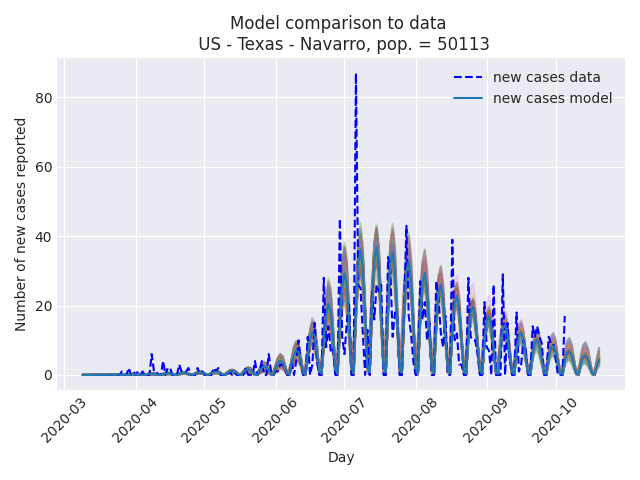 Model comparison to data
US - Texas - Navarro, pop. = 50113
new cases data
new cases model
Number of new cases reported
80
60
40
20
0
2020-03
2020-04
2020-05
2020-06
2020-07
2020-08
2020-09
2020-10
Day